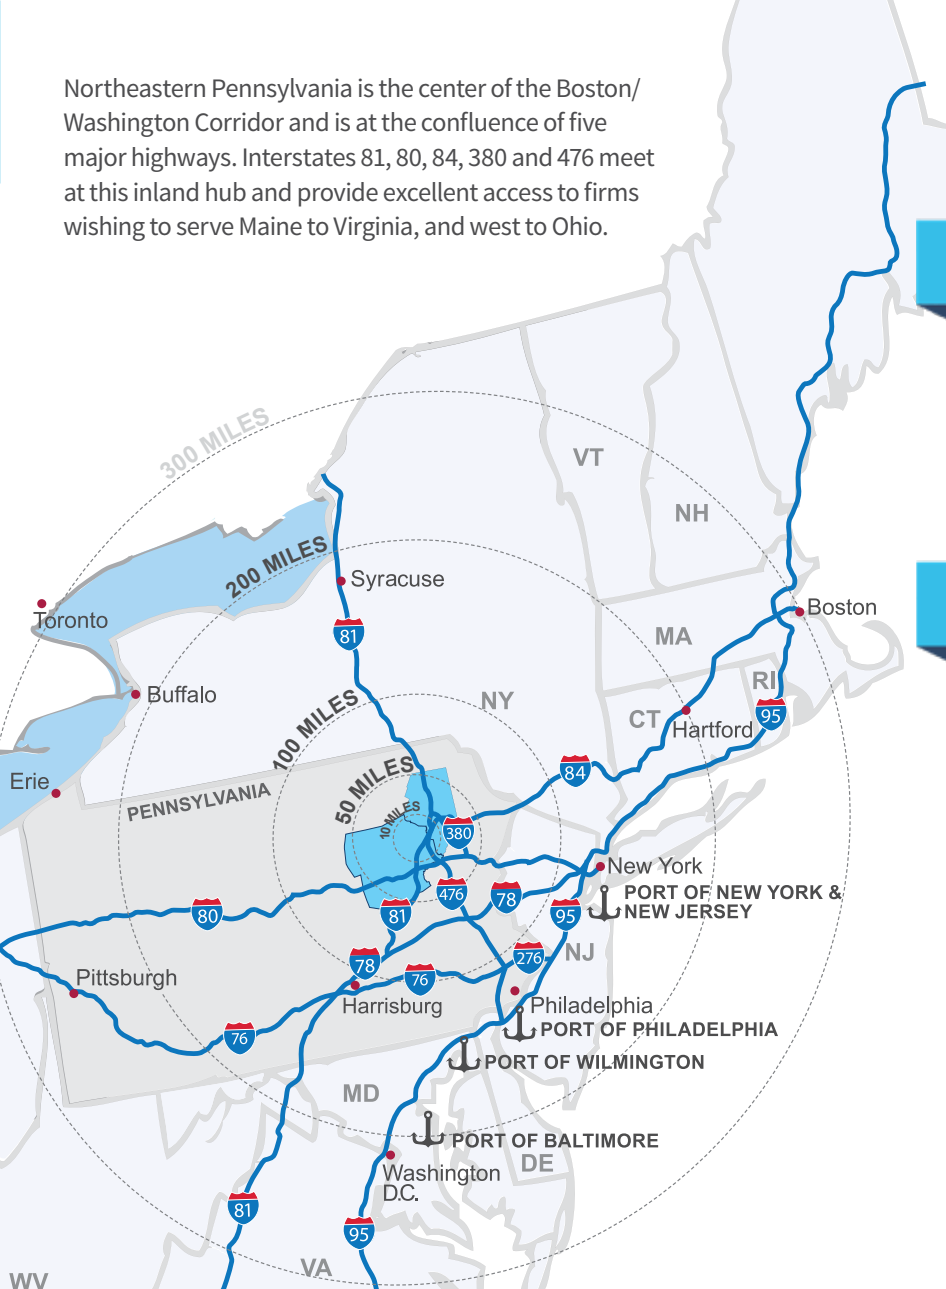 Northeastern Pennsylvania is the center of the Boston/
Washington Corridor and is at the confluence of five
major highways. Interstates 81, 80, 84, 380 and 476 meet
at this inland hub and provide excellent access to firms
wishing to serve Maine to Virginia, and west to Ohio.
300 MILES
VT
NH
200 MILES
Syracuse
Toronto
Boston
81
MA
Buffalo
NY
RI
100 MILES
CT
95
Hartford
84
Erie
50 MILES
PENNSYLVANIA
10 MILES
380
New York
476
78
PORT OF NEW YORK &
NEW JERSEY
80
81
95
NJ
276
78
76
Pittsburgh
Harrisburg
Philadelphia
PORT OF PHILADELPHIA
76
PORT OF WILMINGTON
MD
PORT OF BALTIMORE
DE
Washington
D.C.
81
95
VA
WV